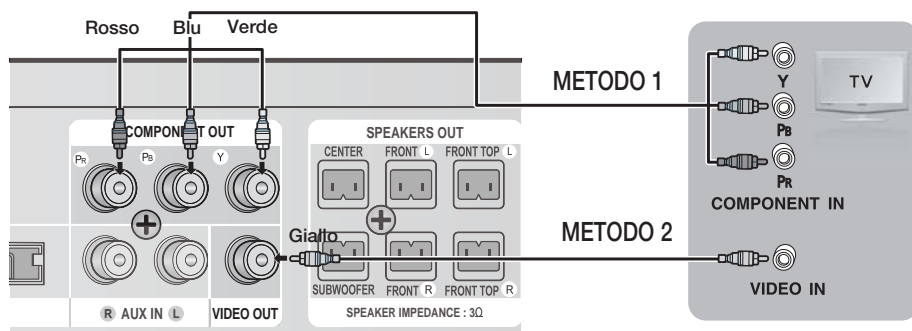 Rosso Blu Verde
METODO 1
COMPONENT OUT
PR PB Y
SPEAKERS OUT
CENTER FRONT L FRONT TOP L
Giallo
SUBWOOFER FRONT R FRONT TOP R
R AUX IN L VIDEO OUT
SPEAKER IMPEDANCE : 3Ω
METODO 2
TV
Y
PB
PR
COMPONENT IN
VIDEO IN